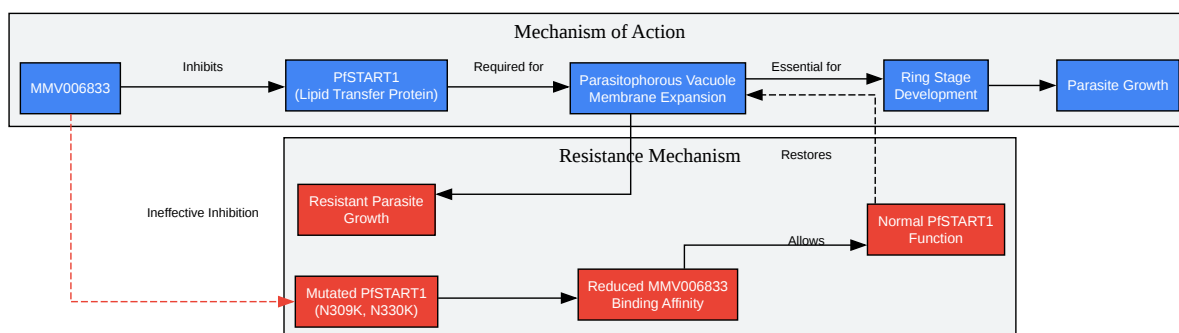 Mechanism of Action
MMV006833
Inhibits
PfSTART1
(Lipid Transfer Protein)
Required for
Parasitophorous Vacuole
Membrane Expansion
Essential for
Ring Stage
Development
Parasite Growth
Resistance Mechanism
Restores
Resistant Parasite
Growth
Ineffective Inhibition
Normal PfSTART1
Function
Allows
Mutated PfSTART1
(N309K, N330K)
Reduced MMV006833
Binding Affinity